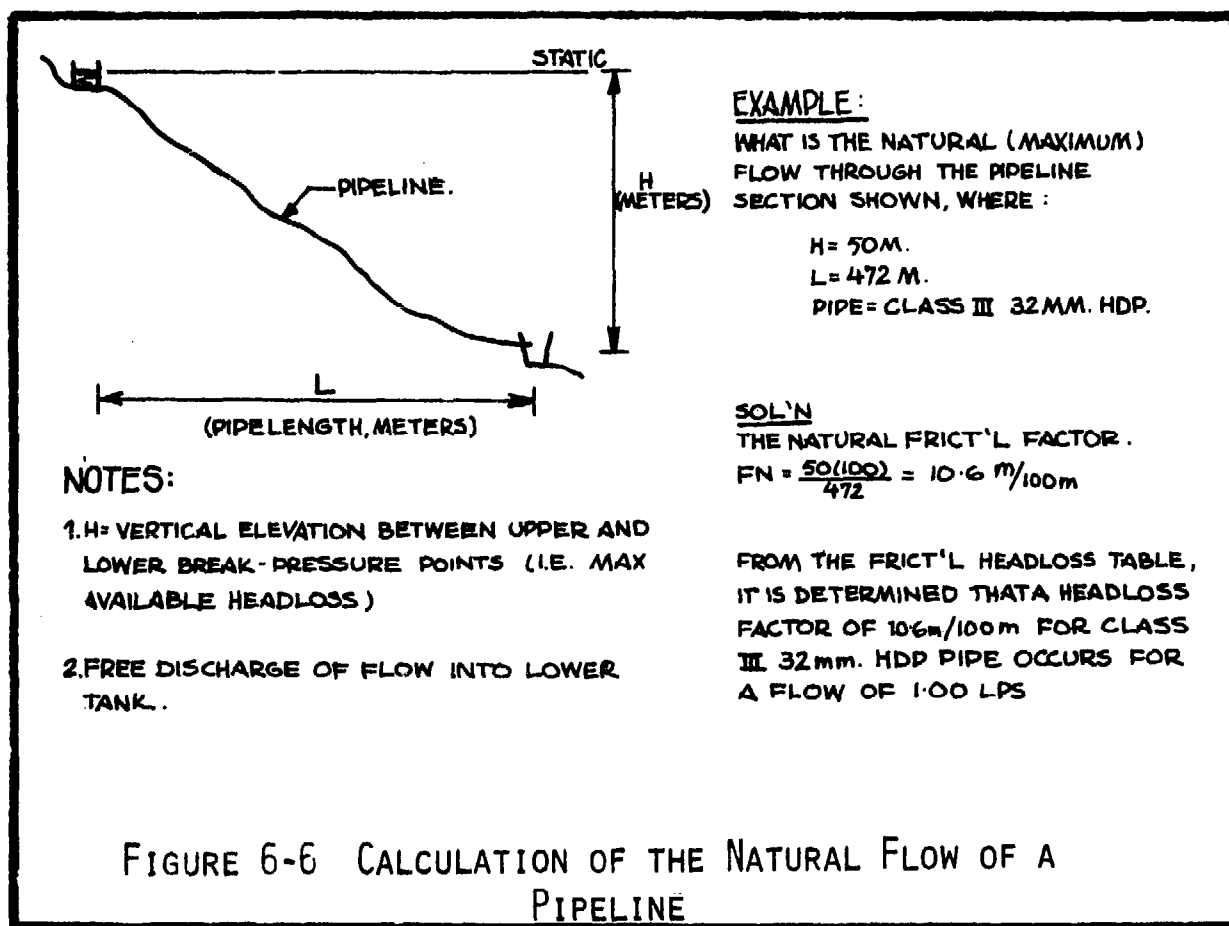 STATIC
PIPELINE.
H
(METERS)
L
(PIPELENGTH, METERS)
NOTES:
1. H= VERTICAL ELEVATION BETWEEN UPPER AND
LOWER BREAK-PRESSURE POINTS (I.E. MAX
AVAILABLE HEADLOSS)
2. FREE DISCHARGE OF FLOW INTO LOWER
TANK.
EXAMPLE:
WHAT IS THE NATURAL (MAXIMUM)
FLOW THROUGH THE PIPELINE
SECTION SHOWN, WHERE:
H= 50M.
L= 472 M.
PIPE= CLASS III 32MM. HDP.
SOL'N
THE NATURAL FRICT'L FACTOR.
FN = 50(100)/472 = 10.6 m/100m
FROM THE FRICT'L HEADLOSS TABLE,
IT IS DETERMINED THAT A HEADLOSS
FACTOR OF 10.6m/100m FOR CLASS
III 32mm. HDP PIPE OCCURS FOR
A FLOW OF 1.00 LPS
FIGURE 6-6 CALCULATION OF THE NATURAL FLOW OF A
PIPELINE